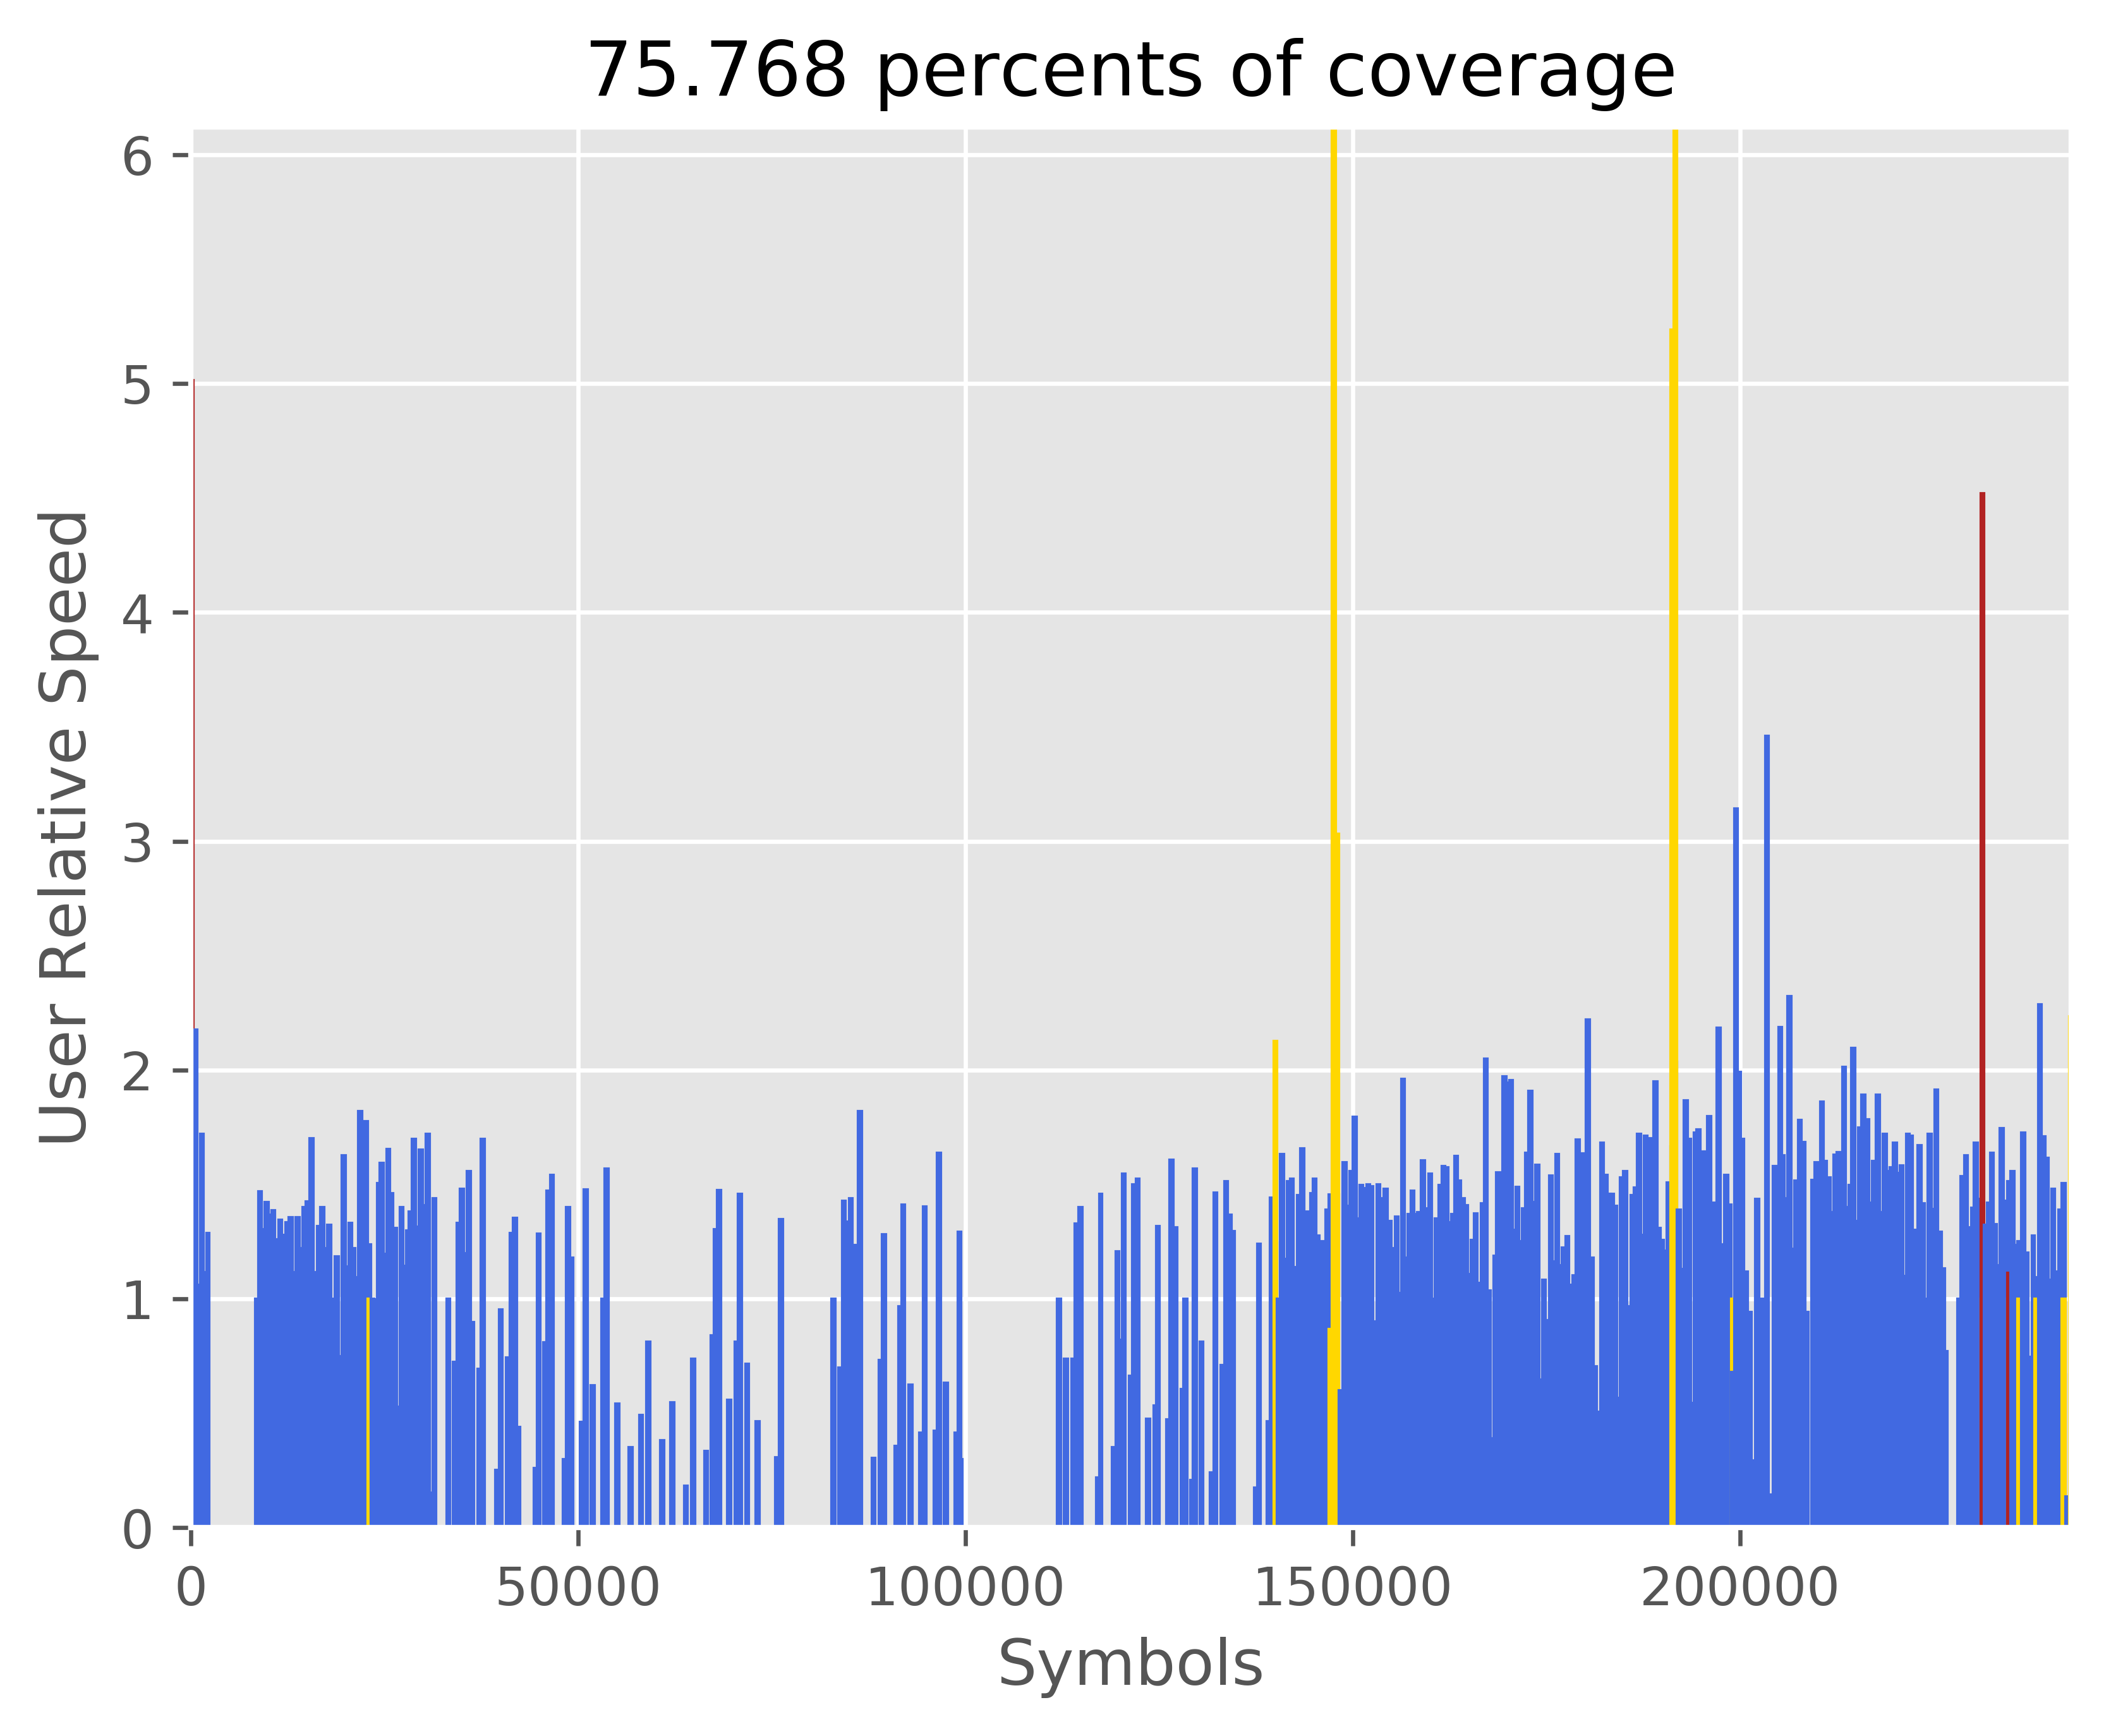 75.768 percents of coverage
6
5
4
3
2
1
0
User Relative Speed
0 50000 100000 150000 200000
Symbols